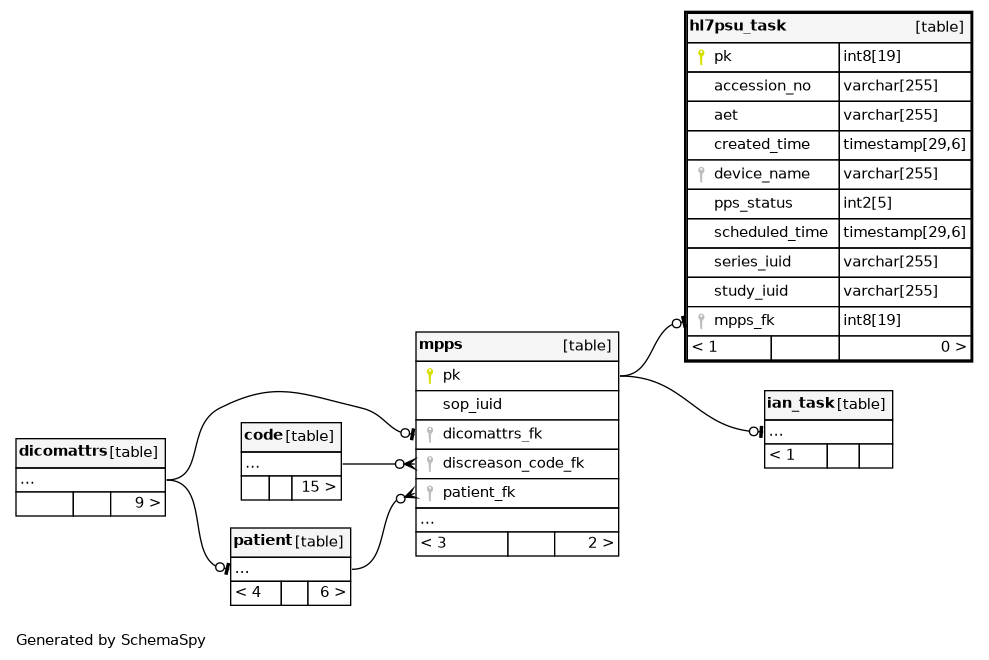 hl7psu_task [table]
pk int8[19]
accession_no varchar[255]
aet varchar[255]
created_time timestamp[29,6]
device_name varchar[255]
pps_status int2[5]
scheduled_time timestamp[29,6]
series_iuid varchar[255]
study_iuid varchar[255]
mpps_fk int8[19]
< 1 0 >
mpps [table]
pk
sop_iuid
dicomattrs_fk
discreason_code_fk
patient_fk
...
< 3 2 >
ian_task [table]
...
< 1
code [table]
...
15 >
dicomattrs [table]
...
9 >
patient [table]
...
< 4 6 >
Generated by SchemaSpy